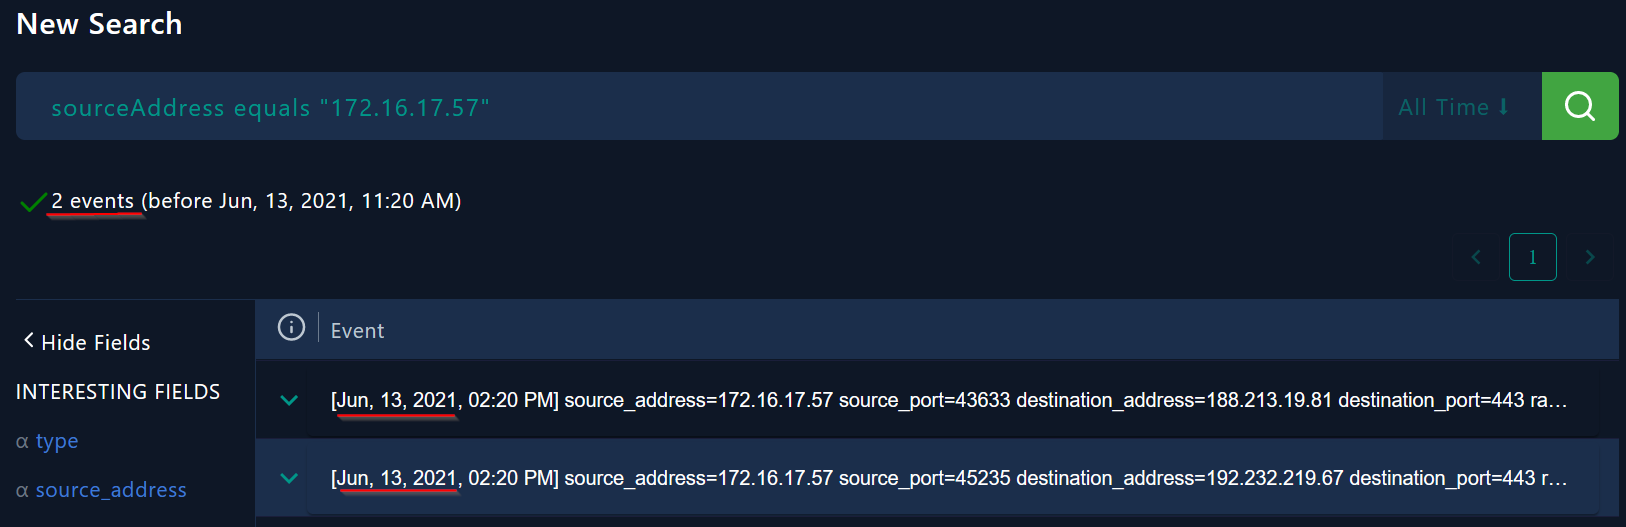 New Search
sourceAddress equals "172.16.17.57"
All Time
2 events (before Jun, 13, 2021, 11:20 AM)
1
Hide Fields
Event
INTERESTING FIELDS
[Jun, 13, 2021, 02:20 PM] source_address=172.16.17.57 source_port=43633 destination_address=188.213.19.81 destination_port=443 ra...
α type
[Jun, 13, 2021, 02:20 PM] source_address=172.16.17.57 source_port=45235 destination_address=192.232.219.67 destination_port=443 r...
α source_address